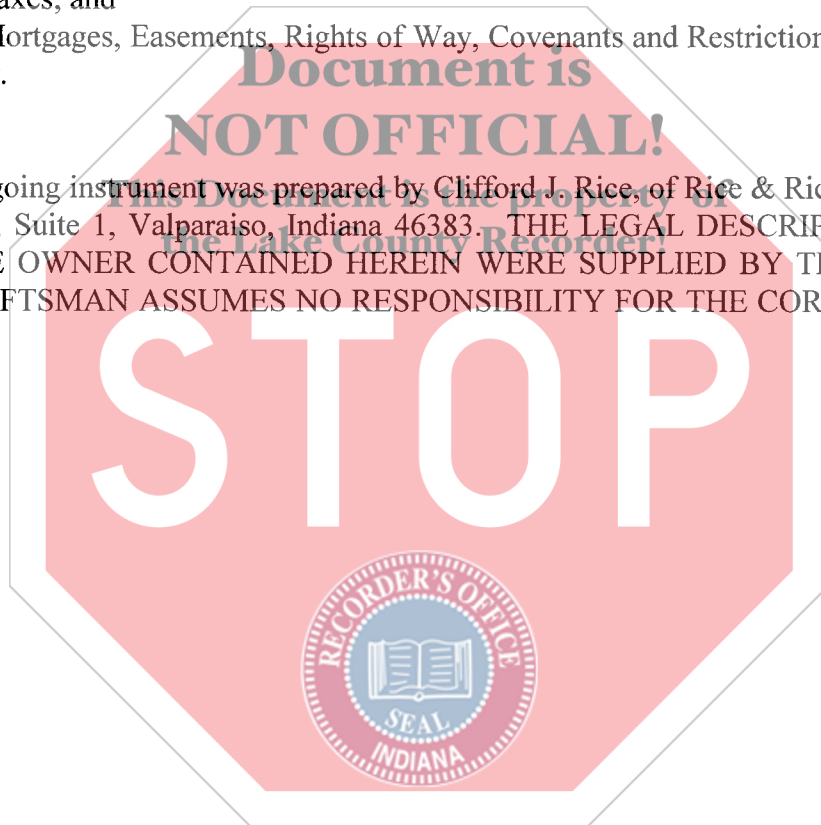 axes, and
Mortgages, Easements, Rights of Way, Covenants and Restriction
.
Document is
NOT OFFICIAL!
This Document is the property of
the Lake County Recorder!
going instrument was prepared by Clifford J. Rice, of Rice & Ric
Suite 1, Valparaiso, Indiana 46383. THE LEGAL DESCRIP
E OWNER CONTAINED HEREIN WERE SUPPLIED BY TH
FTSMAN ASSUMES NO RESPONSIBILITY FOR THE COR
STOP
RECORDER'S OFFICE
SEAL
INDIANA